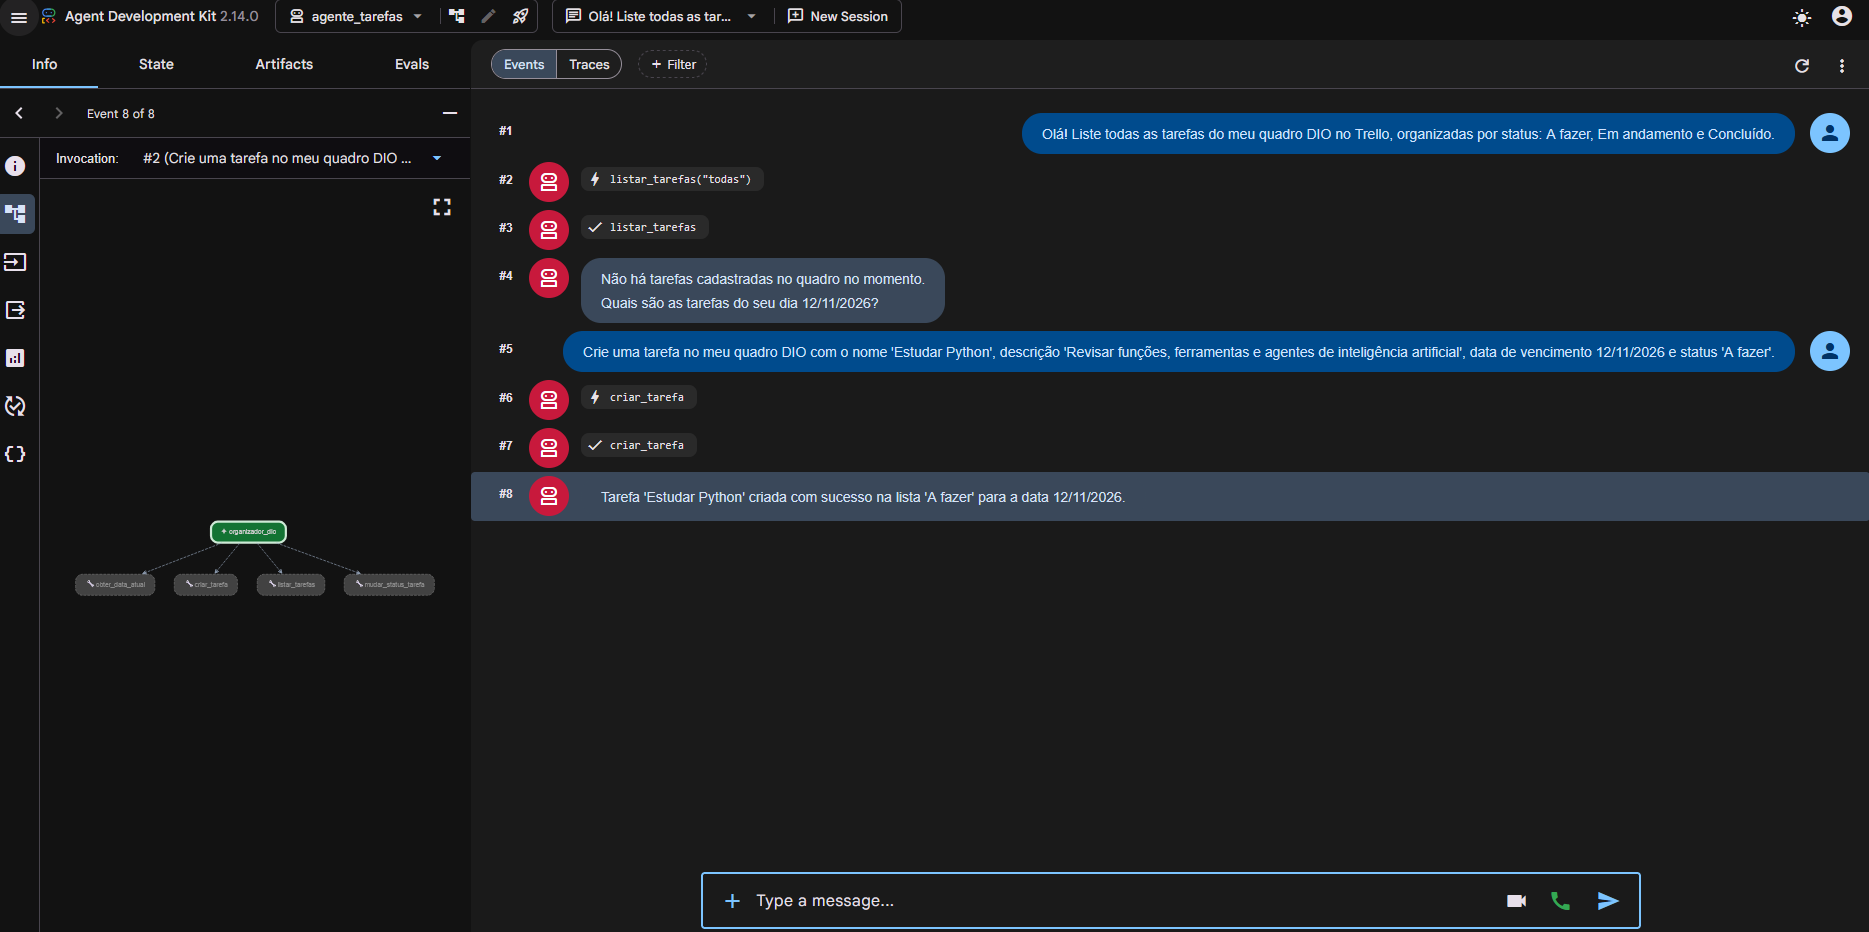 Agent Development Kit 2.14.0
agente_tarefas
Olá! Liste todas as tar...
New Session
Info
State
Artifacts
Evals
Events
Traces
+ Filter
Event 8 of 8
Invocation:
#2 (Crie uma tarefa no meu quadro DIO ...
organizador_dio
obter_data_atual
criar_tarefa
listar_tarefas
mudar_status_tarefa
#1
Olá! Liste todas as tarefas do meu quadro DIO no Trello, organizadas por status: A fazer, Em andamento e Concluído.
#2
listar_tarefas("todas")
#3
listar_tarefas
#4
Não há tarefas cadastradas no quadro no momento.
Quais são as tarefas do seu dia 12/11/2026?
#5
Crie uma tarefa no meu quadro DIO com o nome 'Estudar Python', descrição 'Revisar funções, ferramentas e agentes de inteligência artificial', data de vencimento 12/11/2026 e status 'A fazer'.
#6
criar_tarefa
#7
criar_tarefa
#8
Tarefa 'Estudar Python' criada com sucesso na lista 'A fazer' para a data 12/11/2026.
Type a message...